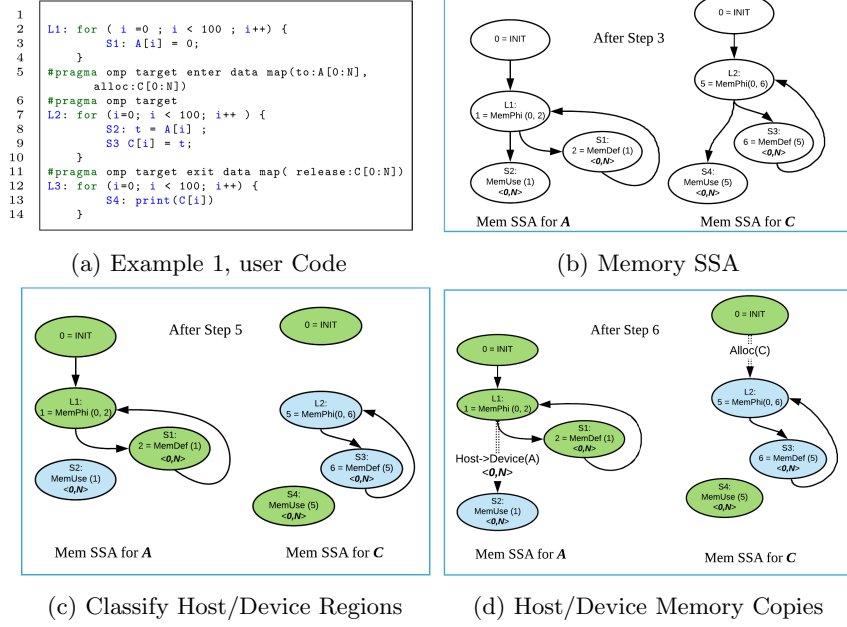 1
2 L1: for ( i =0 ; i < 100 ; i++) {
3 S1: A[i] = 0;
4 }
5 #pragma omp target enter data map(to:A[0:N],
alloc:C[0:N])
6 #pragma omp target
7 L2: for (i=0; i < 100; i++ ) {
8 S2: t = A[i] ;
9 S3 C[i] = t;
10 }
11 #pragma omp target exit data map( release:C[0:N])
12 L3: for (i=0; i < 100; i++) {
13 S4: print(C[i])
14 }
(a) Example 1, user Code
After Step 3
0 = INIT
L1:
1 = MemPhi (0, 2)
S1:
2 = MemDef (1)
<0,N>
S2:
MemUse (1)
<0,N>
Mem SSA for A
0 = INIT
L2:
5 = MemPhi(0, 6)
S3:
6 = MemDef (5)
<0,N>
S4:
MemUse (5)
<0,N>
Mem SSA for C
(b) Memory SSA
After Step 5
0 = INIT
L1:
1 = MemPhi (0, 2)
S1:
2 = MemDef (1)
<0,N>
S2:
MemUse (1)
<0,N>
Mem SSA for A
0 = INIT
L2:
5 = MemPhi(0, 6)
S3:
6 = MemDef (5)
<0,N>
S4:
MemUse (5)
<0,N>
Mem SSA for C
(c) Classify Host/Device Regions
After Step 6
0 = INIT
L1:
1 = MemPhi (0, 2)
S1:
2 = MemDef (1)
<0,N>
Host->Device(A)
<0,N>
S2:
MemUse (1)
<0,N>
Mem SSA for A
0 = INIT
Alloc(C)
L2:
5 = MemPhi(0, 6)
S3:
6 = MemDef (5)
<0,N>
S4:
MemUse (5)
<0,N>
Mem SSA for C
(d) Host/Device Memory Copies